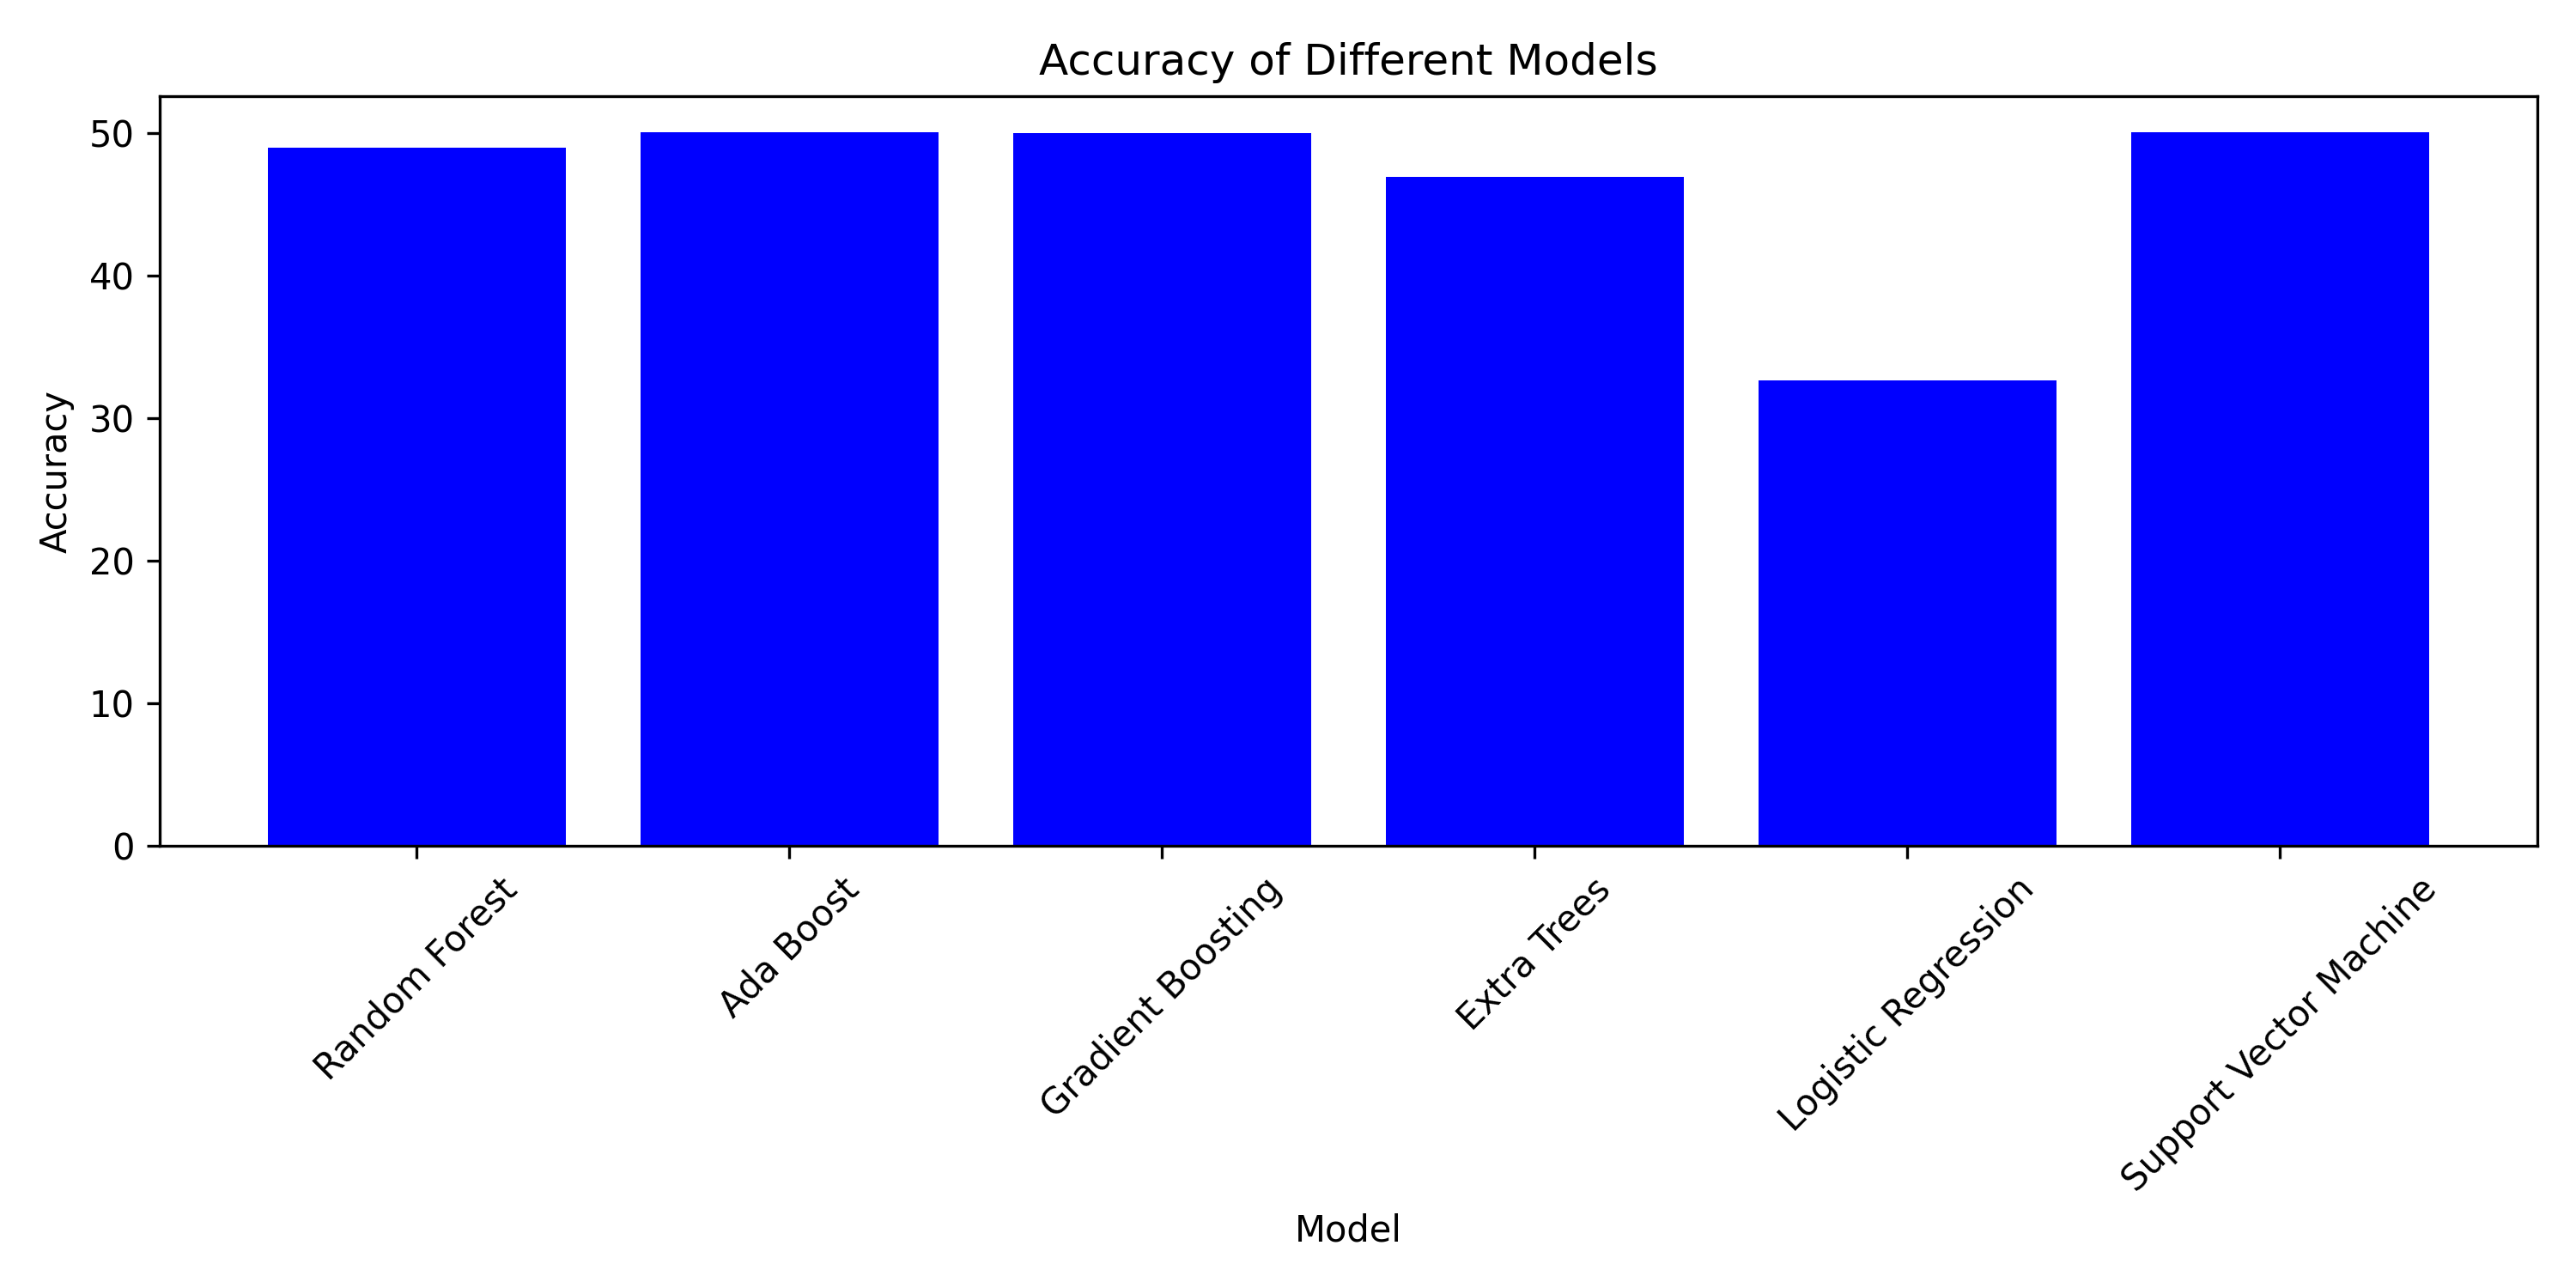 Accuracy of Different Models
Accuracy
50
40
30
20
10
0
Random Forest
Ada Boost
Gradient Boosting
Extra Trees
Logistic Regression
Support Vector Machine
Model